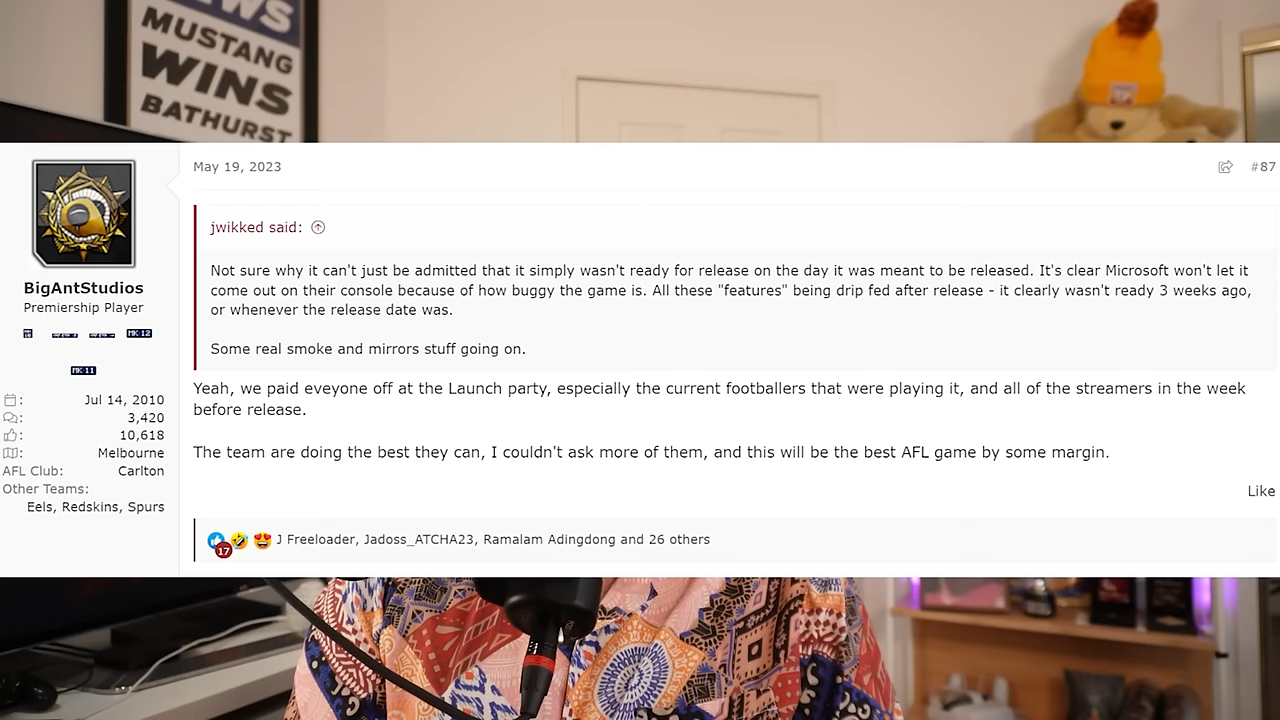 WS
MUSTANG
WINS
BATHURST
May 19, 2023
#87
jwikked said:
Not sure why it can't just be admitted that it simply wasn't ready for release on the day it was meant to be released. It's clear Microsoft won't let it
come out on their console because of how buggy the game is. All these "features" being drip fed after release - it clearly wasn't ready 3 weeks ago,
or whenever the release date was.
Some real smoke and mirrors stuff going on.
BigAntStudios
Premiership Player
MK 12
MK 11
Yeah, we paid eveyone off at the Launch party, especially the current footballers that were playing it, and all of the streamers in the week
before release.
The team are doing the best they can, I couldn't ask more of them, and this will be the best AFL game by some margin.
Jul 14, 2010
: 3,420
: 10,618
: Melbourne
AFL Club: Carlton
Other Teams:
Eels, Redskins, Spurs
Like
17
J Freeloader, Jadoss_ATCHA23, Ramalam Adingdong and 26 others